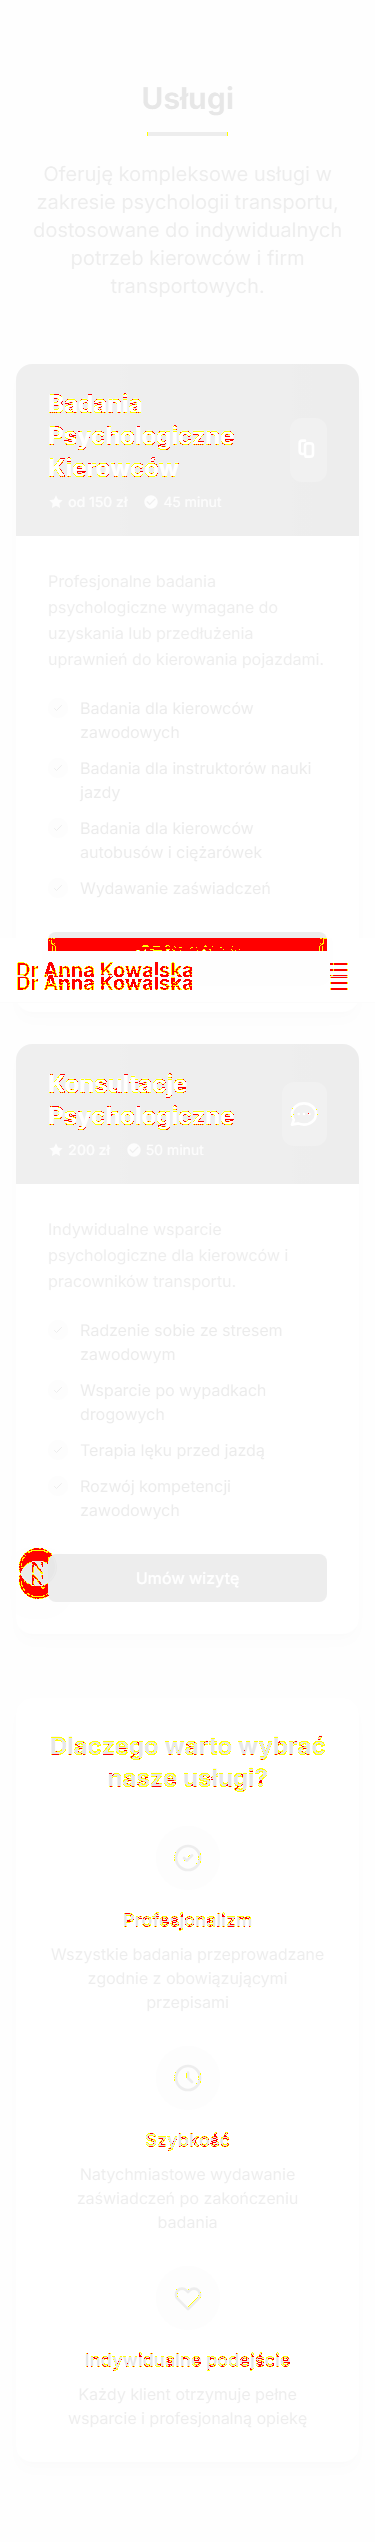 Usługi
Oferuję kompleksowe usługi w
zakresie psychologii transportu,
dostosowane do indywidualnych
potrzeb kierowców i firm
transportowych.
Badania
Psychologiczne
Kierowców
od 150 zł 45 minut
Profesjonalne badania
psychologiczne wymagane do
uzyskania lub przedłużenia
uprawnień do kierowania pojazdami.
Badania dla kierowców
zawodowych
Badania dla instruktorów nauki
jazdy
Badania dla kierowców
autobusów i ciężarówek
Wydawanie zaświadczeń
Dr Anna Kowalska
Dr Anna Kowalska
Konsultacje
Psychologiczne
200 zł 50 minut
Indywidualne wsparcie
psychologiczne dla kierowców i
pracowników transportu.
Radzenie sobie ze stresem
zawodowym
Wsparcie po wypadkach
drogowych
Terapia lęku przed jazdą
Rozwój kompetencji
zawodowych
N
Umów wizytę
Dlaczego warto wybrać
nasze usługi?
Profesjonalizm
Wszystkie badania przeprowadzane
zgodnie z obowiązującymi
przepisami
Szybkość
Natychmiastowe wydawanie
zaświadczeń po zakończeniu
badania
Indywidualne podejście
Każdy klient otrzymuje pełne
wsparcie i profesjonalną opiekę